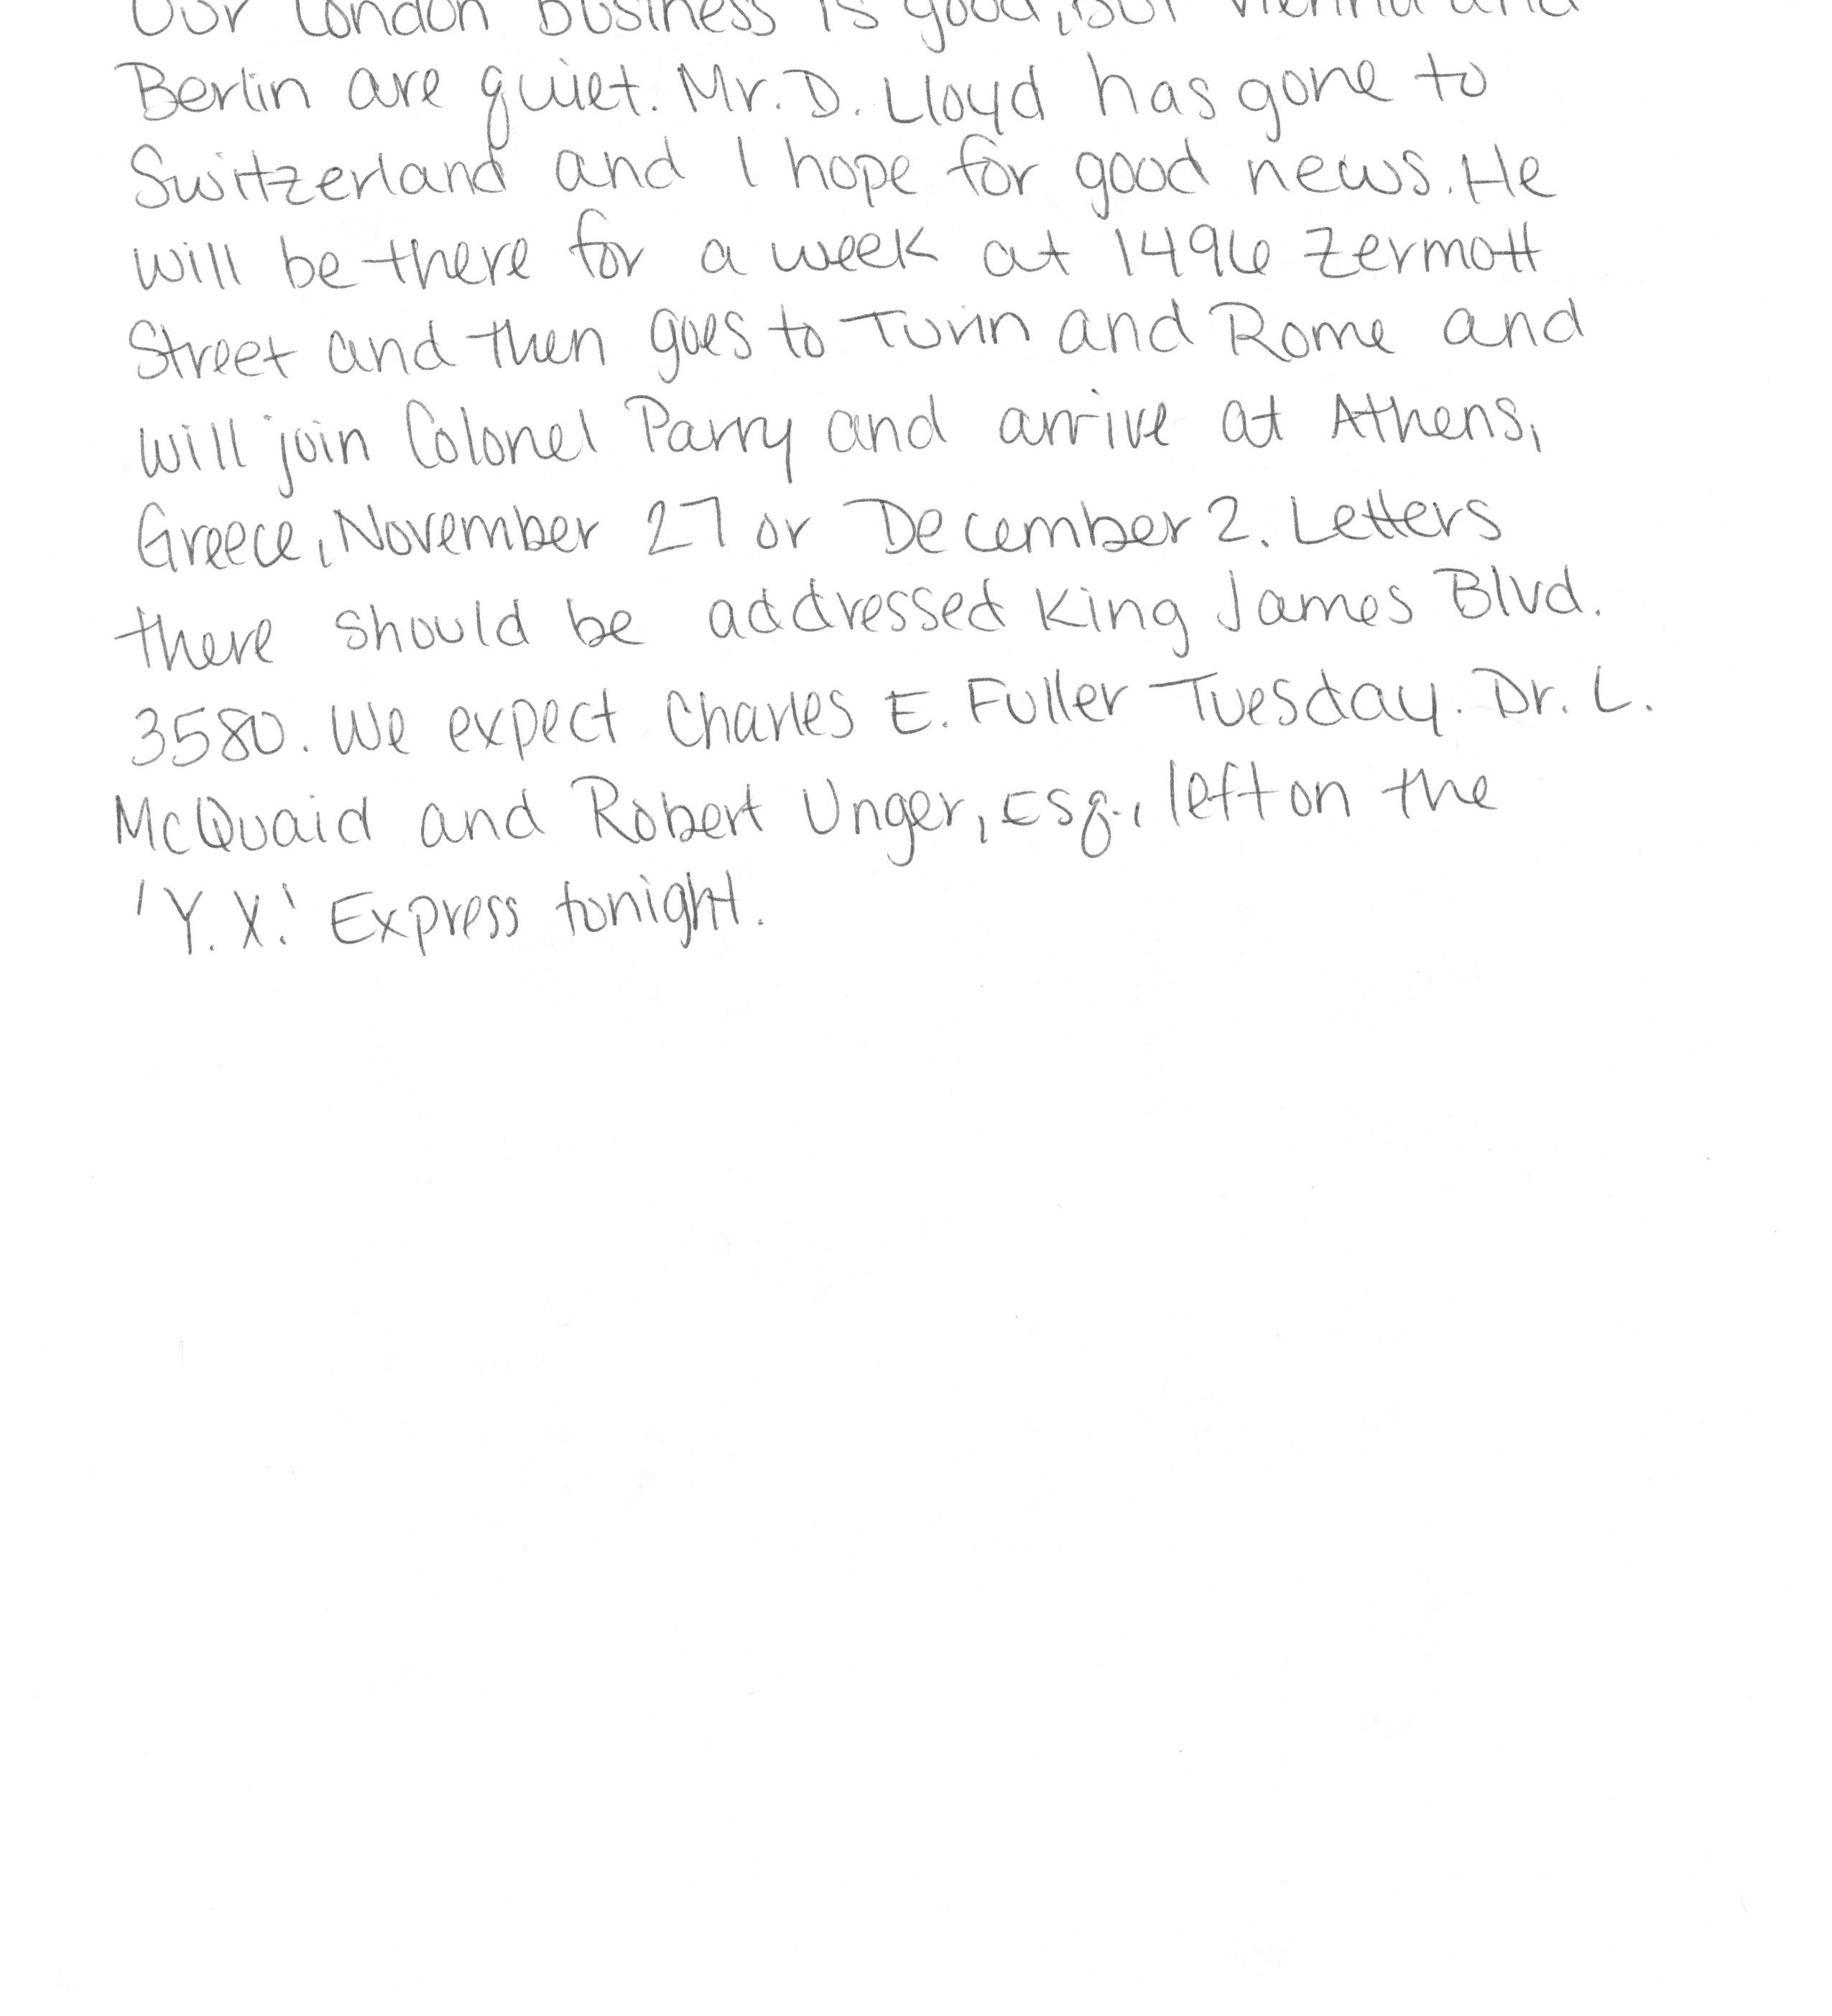 Our London business is good, but Vienna and
Berlin are quiet. Mr. D. Lloyd has gone to
Switzerland and I hope for good news. He
will be there for a week at 1496 Zermott
Street and then goes to Turin and Rome and
will join Colonel Parry and arrive at Athens,
Greece, November 27 or December 2. Letters
there should be addressed King James Blvd.
3580. We expect Charles E. Fuller Tuesday. Dr. L.
McQuaid and Robert Unger, Esq., left on the
'Y.X.' Express tonight.